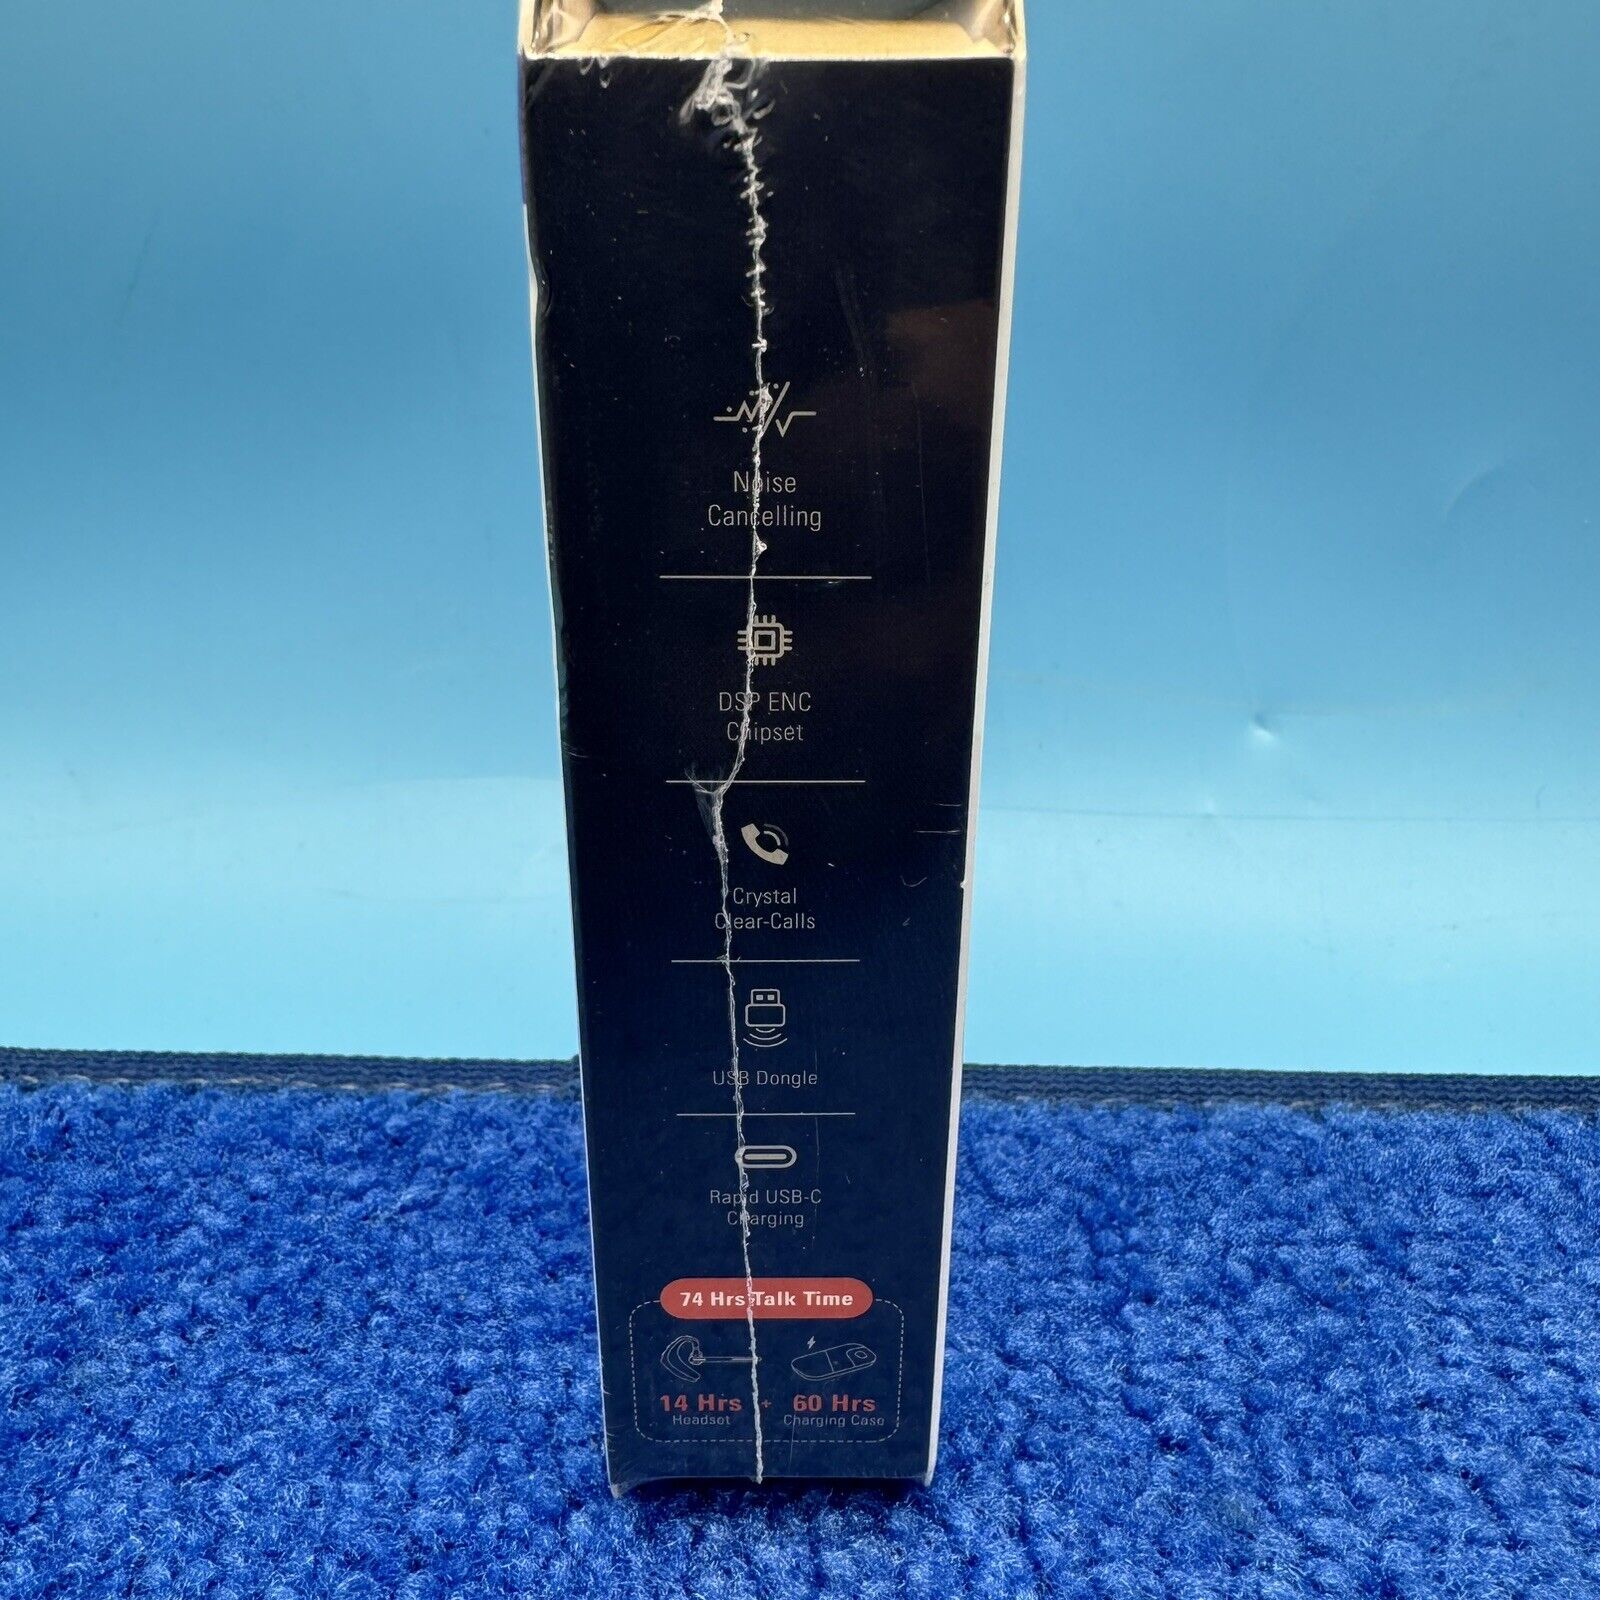 Noise
Cancelling
DSP ENC
Chipset
Crystal
Clear-Calls
USB Dongle
Rapid USB-C
Charging
74 Hrs Talk Time
14 Hrs + 60 Hrs
Headset Charging Case